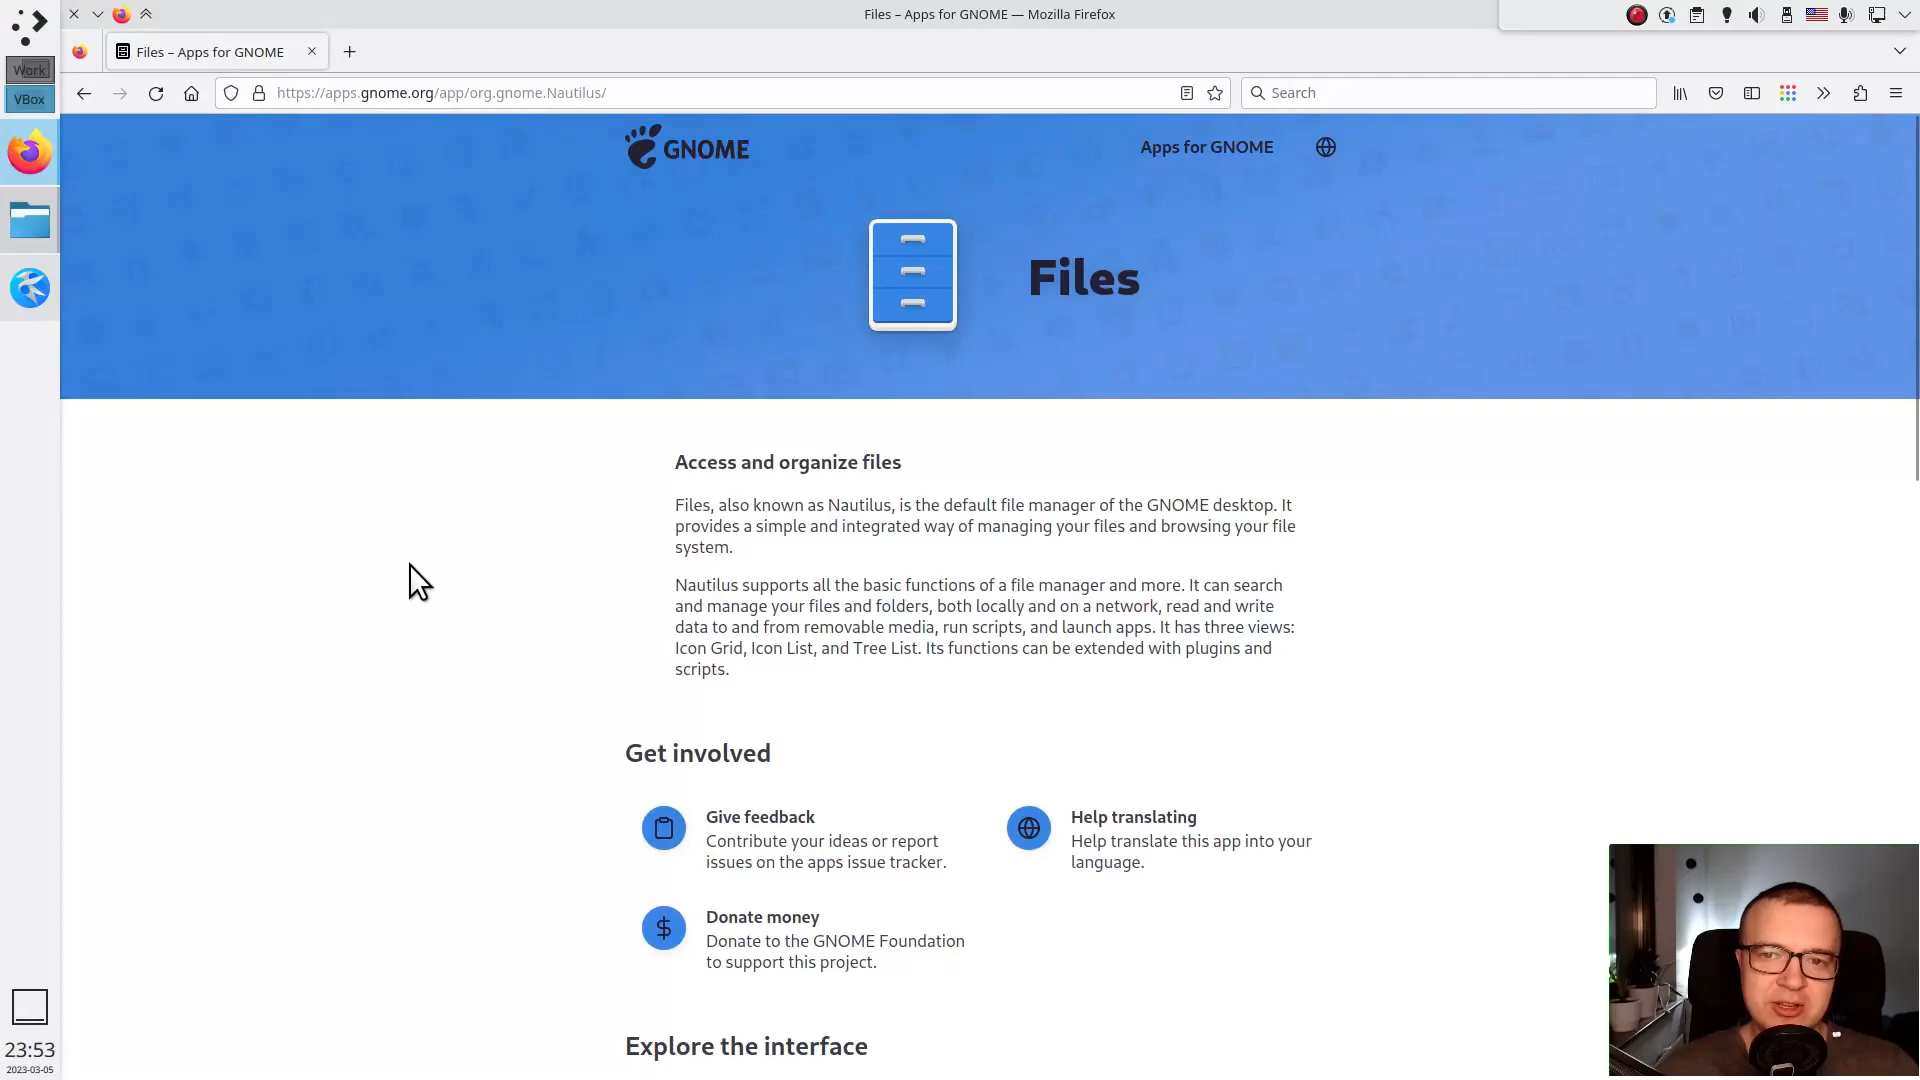 Files – Apps for GNOME — Mozilla Firefox
Work
VBox
Files – Apps for GNOME
https://apps.gnome.org/app/org.gnome.Nautilus/
Search
GNOME
Apps for GNOME
Files
Access and organize files
Files, also known as Nautilus, is the default file manager of the GNOME desktop. It
provides a simple and integrated way of managing your files and browsing your file
system.
Nautilus supports all the basic functions of a file manager and more. It can search
and manage your files and folders, both locally and on a network, read and write
data to and from removable media, run scripts, and launch apps. It has three views:
Icon Grid, Icon List, and Tree List. Its functions can be extended with plugins and
scripts.
Get involved
Give feedback
Contribute your ideas or report
issues on the apps issue tracker.
Help translating
Help translate this app into your
language.
Donate money
Donate to the GNOME Foundation
to support this project.
Explore the interface
23:53
2023-03-05